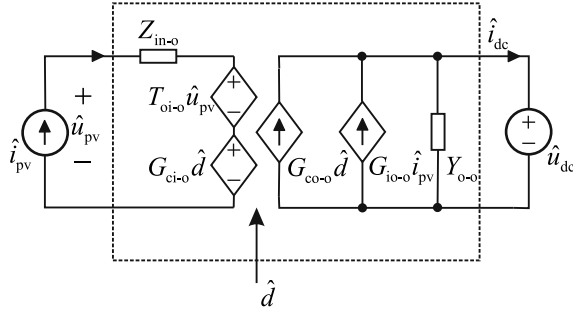 Z_in-o
î_dc
+
û_pv
−
î_pv
+
T_oi-o û_pv
−
+
G_ci-o d̂
−
G_co-o d̂
G_io-o î_pv
Y_o-o
+
−
û_dc
d̂